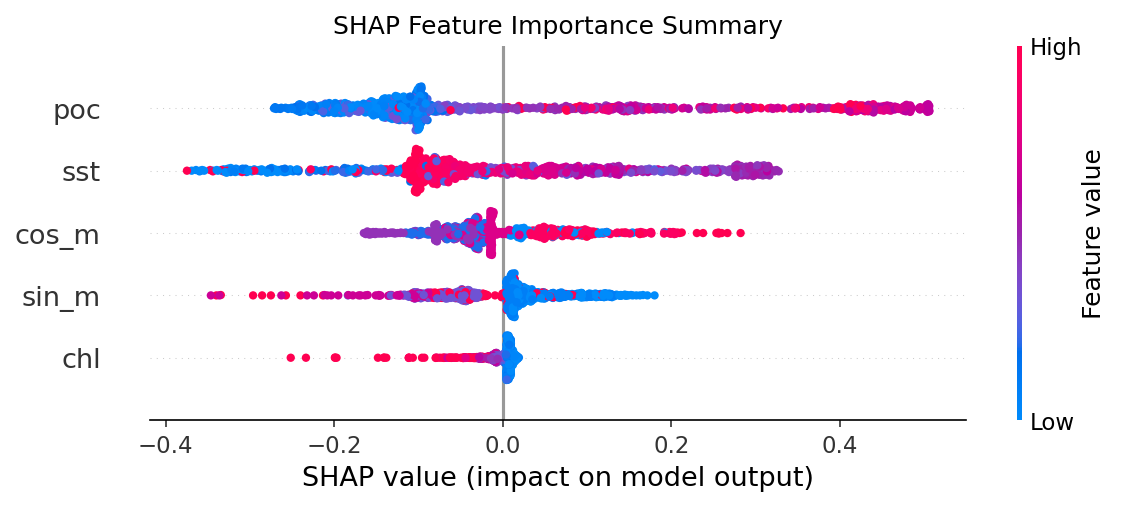 SHAP Feature Importance Summary
High
poc
sst
cos_m
sin_m
chl
Feature value
Low
−0.4 −0.2 0.0 0.2 0.4
SHAP value (impact on model output)